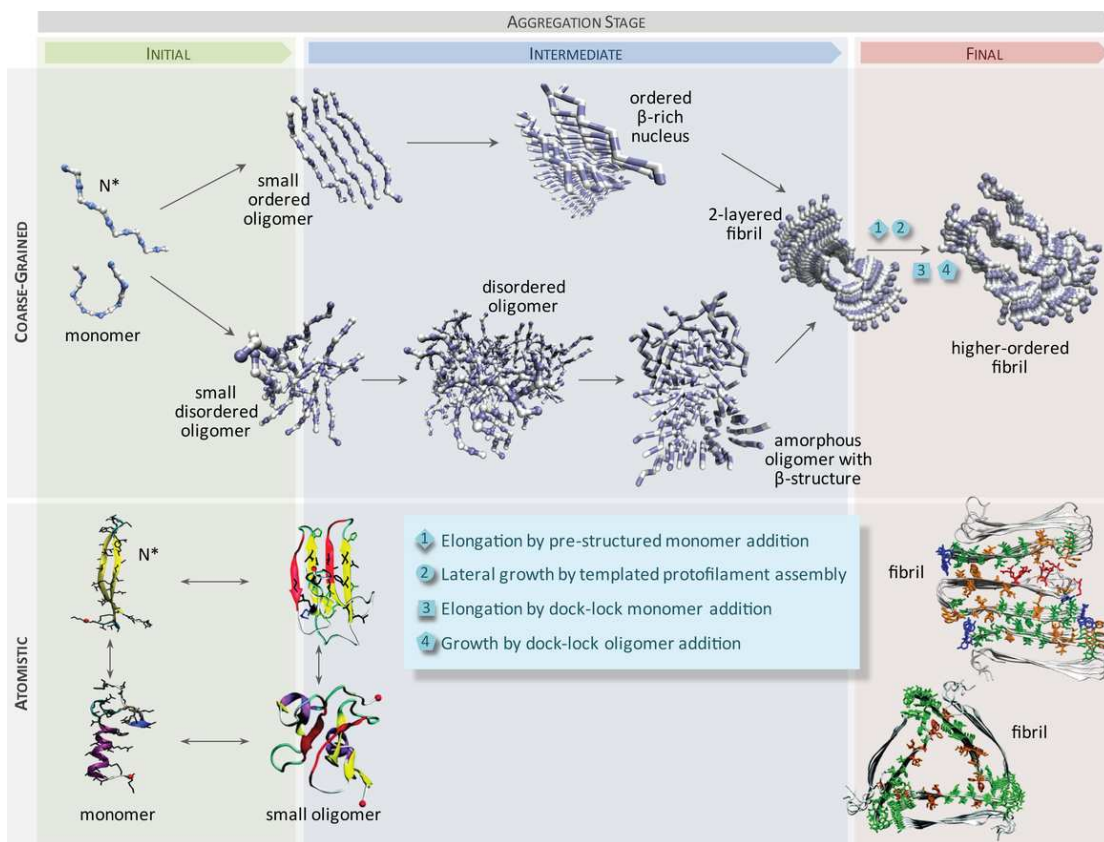 AGGREGATION STAGE
INITIAL
INTERMEDIATE
FINAL
COARSE-GRAINED
N*
monomer
small
ordered
oligomer
ordered
β-rich
nucleus
2-layered
fibril
1 2
3 4
higher-ordered
fibril
small
disordered
oligomer
disordered
oligomer
amorphous
oligomer with
β-structure
ATOMISTIC
N*
monomer
small oligomer
1 Elongation by pre-structured monomer addition
2 Lateral growth by templated protofilament assembly
3 Elongation by dock-lock monomer addition
4 Growth by dock-lock oligomer addition
fibril
fibril